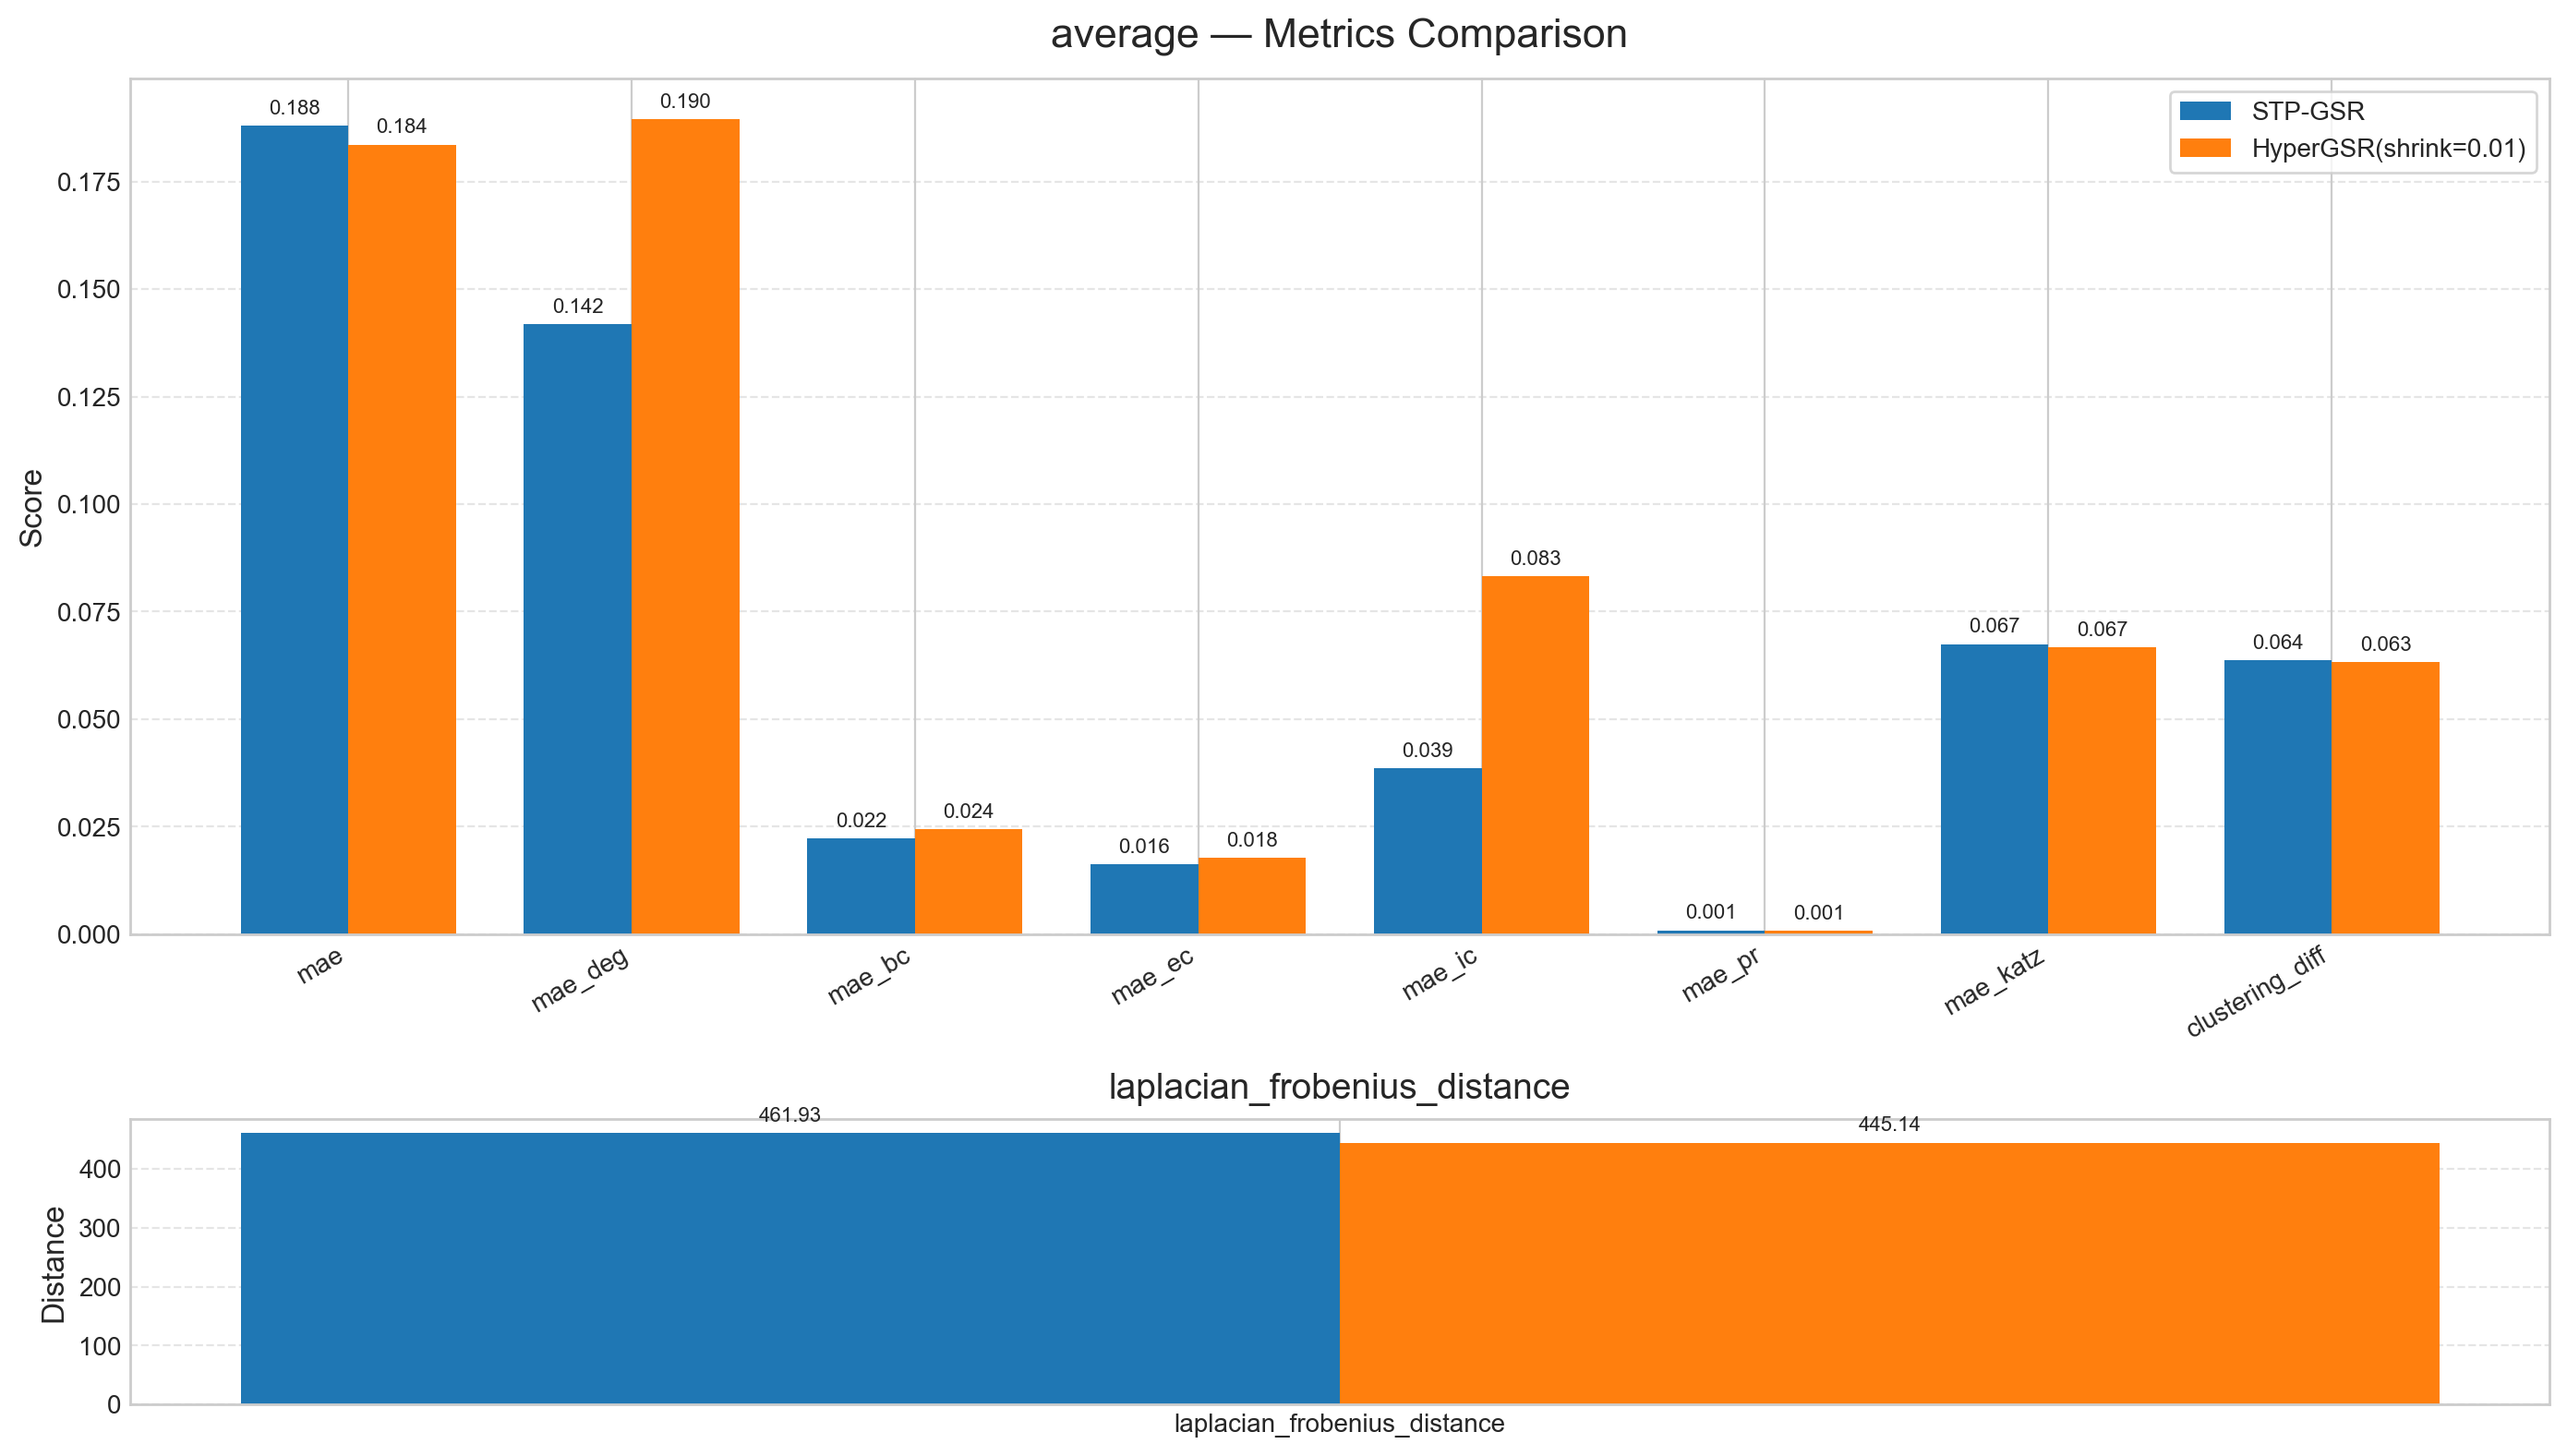 average — Metrics Comparison
Score
0.175
0.150
0.125
0.100
0.075
0.050
0.025
0.000
STP-GSR
HyperGSR(shrink=0.01)
0.188
0.184
0.142
0.190
0.022
0.024
0.016
0.018
0.039
0.083
0.001
0.001
0.067
0.067
0.064
0.063
mae
mae_deg
mae_bc
mae_ec
mae_ic
mae_pr
mae_katz
clustering_diff
laplacian_frobenius_distance
Distance
400
300
200
100
0
461.93
445.14
laplacian_frobenius_distance